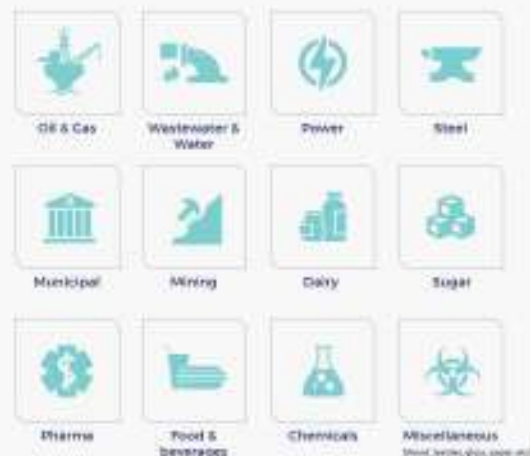 Oil & Gas
Wastewater &
Water
Power
Steel
Municipal
Mining
Dairy
Sugar
Pharma
Food &
beverages
Chemicals
Miscellaneous